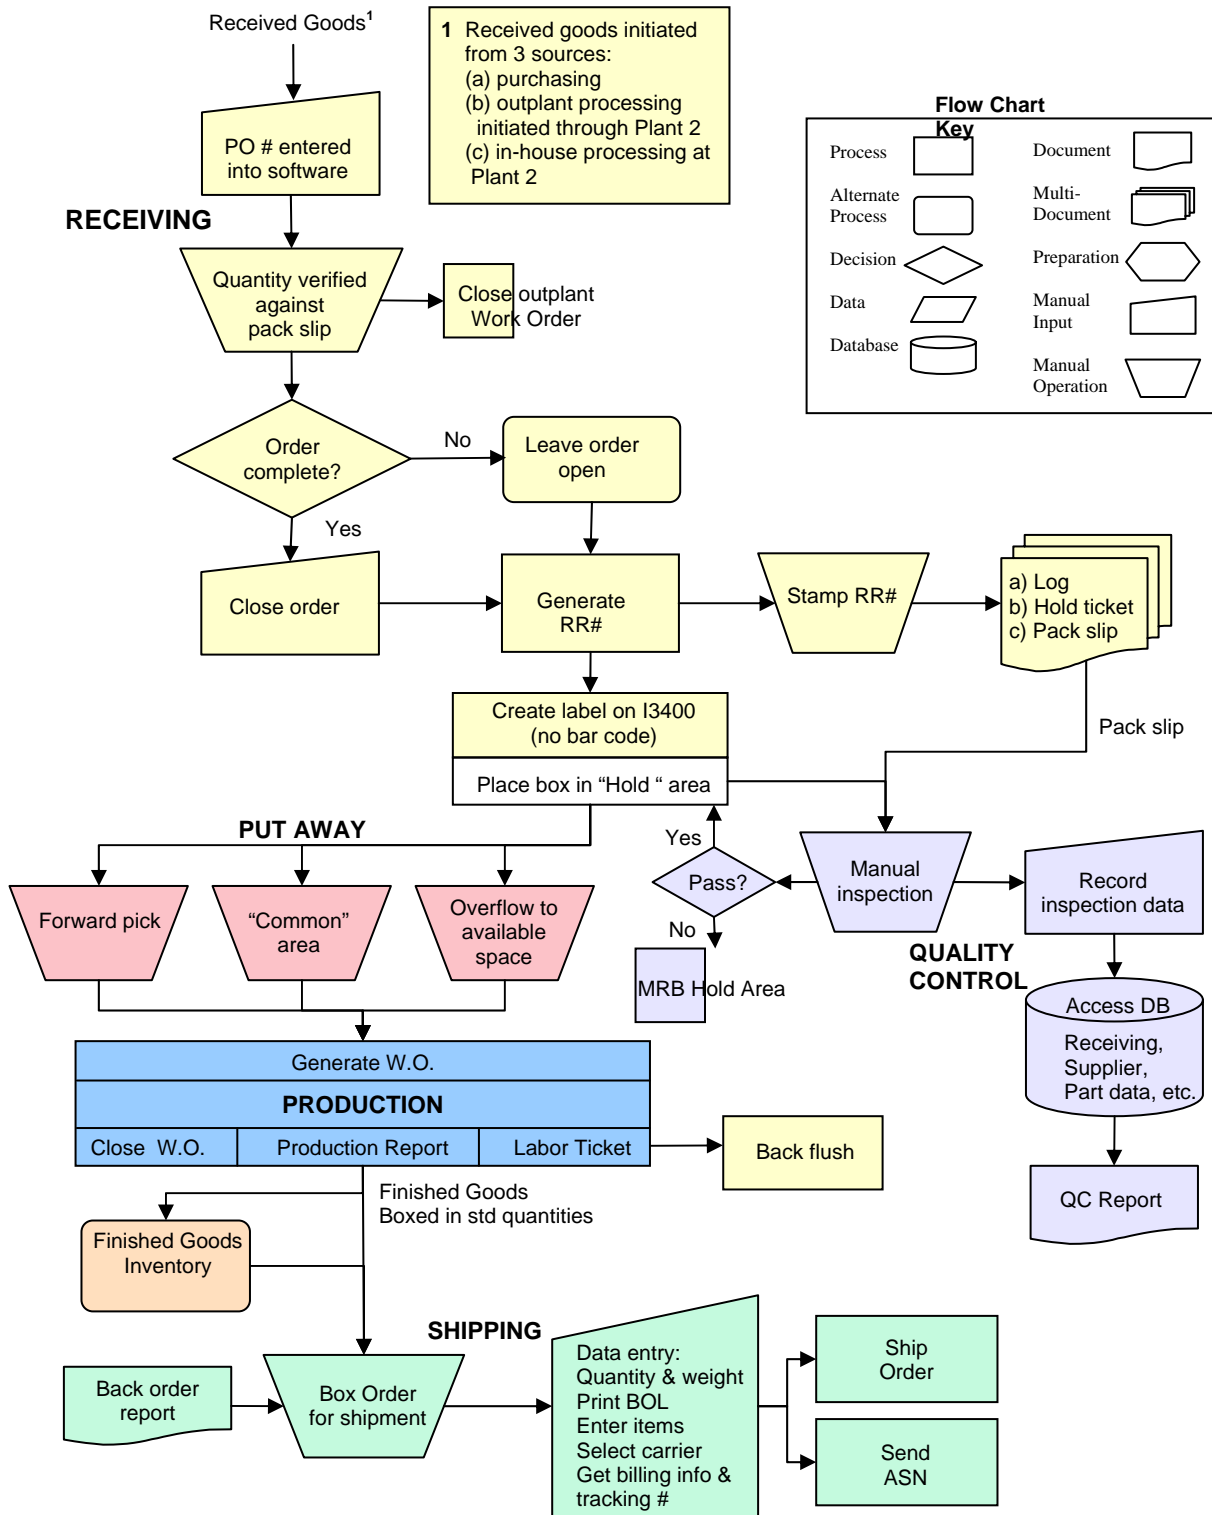 Received Goods1
1 Received goods initiated
from 3 sources:
(a) purchasing
(b) outplant processing
initiated through Plant 2
(c) in-house processing at
Plant 2
Flow Chart
Key
Process
Document
Alternate
Process
Multi-
Document
Decision
Preparation
Data
Manual
Input
Database
Manual
Operation
PO # entered
into software
RECEIVING
Quantity verified
against
pack slip
Close outplant
Work Order
Order
complete?
No
Leave order
open
Yes
Close order
Generate
RR#
Stamp RR#
a) Log
b) Hold ticket
c) Pack slip
Create label on I3400
(no bar code)
Place box in “Hold “ area
Pack slip
PUT AWAY
Yes
Pass?
No
Manual
inspection
Record
inspection data
Forward pick
“Common”
area
Overflow to
available
space
MRB Hold Area
QUALITY
CONTROL
Access DB
Receiving,
Supplier,
Part data, etc.
Generate W.O.
PRODUCTION
Close W.O.
Production Report
Labor Ticket
Back flush
QC Report
Finished Goods
Boxed in std quantities
Finished Goods
Inventory
SHIPPING
Back order
report
Box Order
for shipment
Data entry:
Quantity & weight
Print BOL
Enter items
Select carrier
Get billing info &
tracking #
Ship
Order
Send
ASN